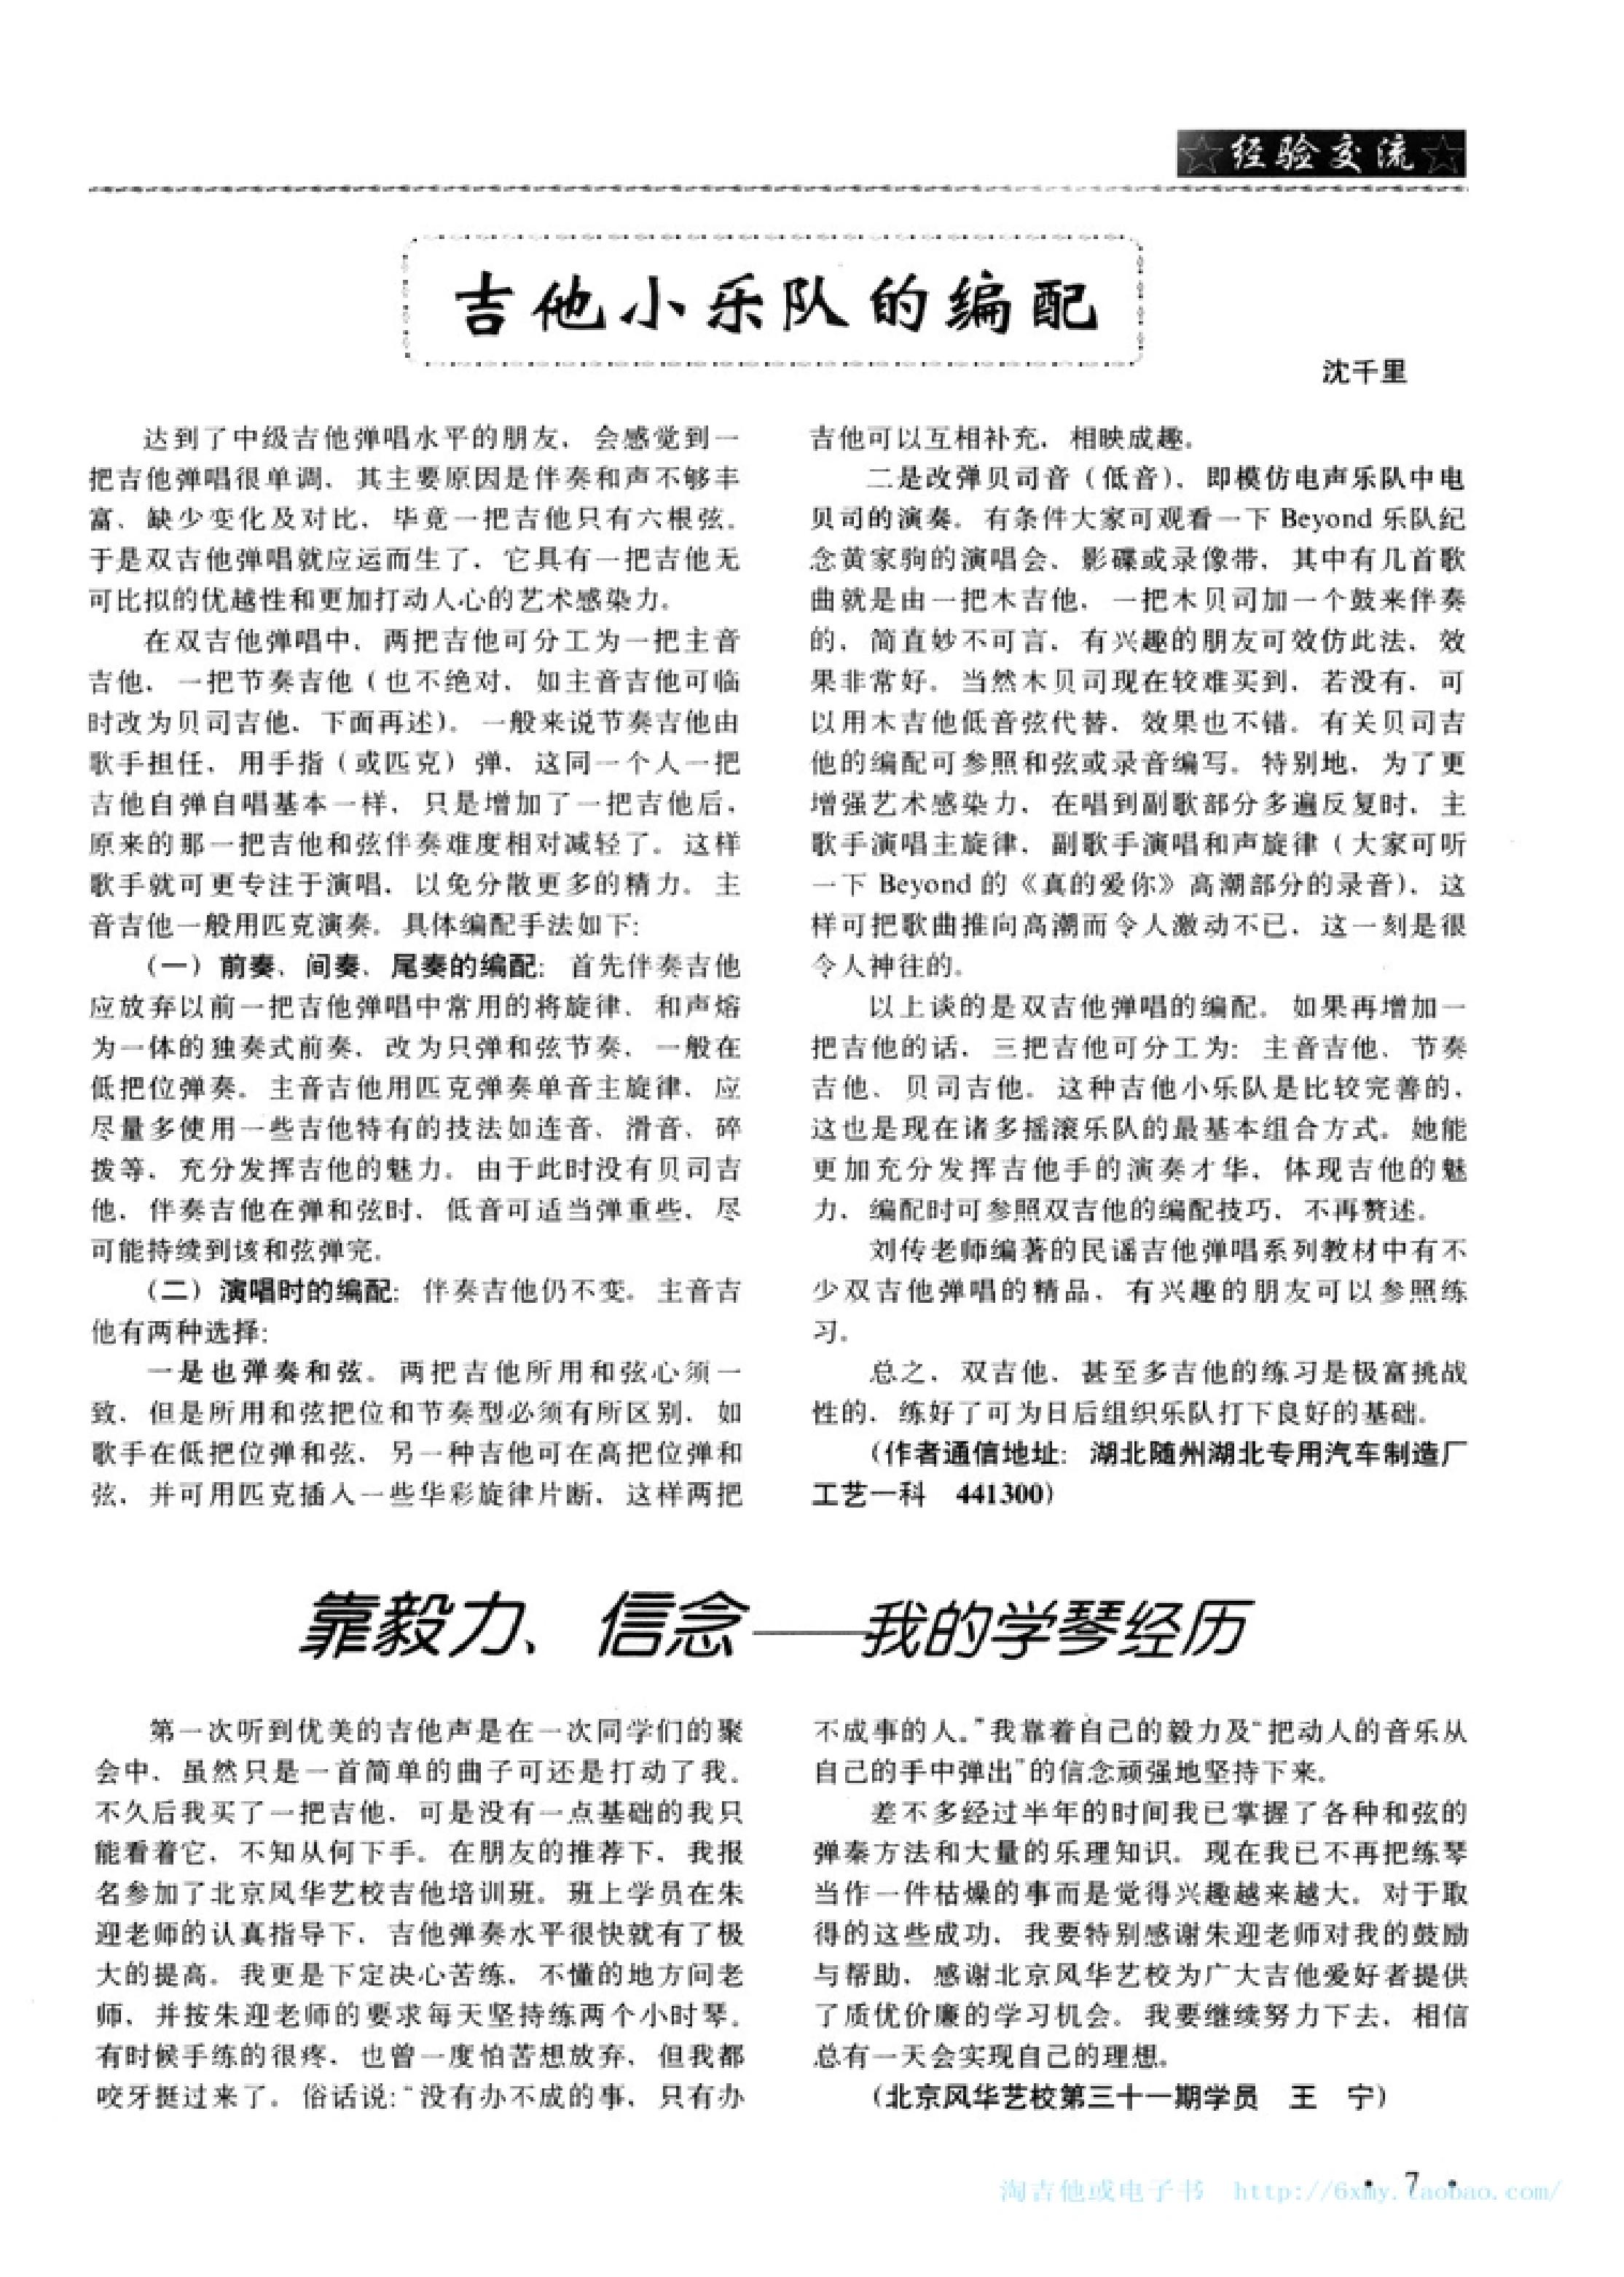 ☆经验交流☆
吉他小乐队的编配
沈千里
达到了中级吉他弹唱水平的朋友，会感觉到一
把吉他弹唱很单调，其主要原因是伴奏和声不够丰
富、缺少变化及对比，毕竟一把吉他只有六根弦。
于是双吉他弹唱就应运而生了，它具有一把吉他无
可比拟的优越性和更加打动人心的艺术感染力。
在双吉他弹唱中，两把吉他可分工为一把主音
吉他，一把节奏吉他（也不绝对，如主音吉他可临
时改为贝司吉他，下面再述）。一般来说节奏吉他由
歌手担任，用手指（或匹克）弹，这同一个人一把
吉他自弹自唱基本一样，只是增加了一把吉他后，
原来的那一把吉他和弦伴奏难度相对减轻了。这样
歌手就可更专注于演唱，以免分散更多的精力。主
音吉他一般用匹克演奏。具体编配手法如下：
（一）前奏、间奏、尾奏的编配：首先伴奏吉他
应放弃以前一把吉他弹唱中常用的将旋律、和声熔
为一体的独奏式前奏，改为只弹和弦节奏，一般在
低把位弹奏。主音吉他用匹克弹奏单音主旋律，应
尽量多使用一些吉他特有的技法如连音、滑音、碎
拨等，充分发挥吉他的魅力。由于此时没有贝司吉
他，伴奏吉他在弹和弦时，低音可适当弹重些，尽
可能持续到该和弦弹完。
（二）演唱时的编配：伴奏吉他仍不变。主音吉
他有两种选择：
一是也弹奏和弦。两把吉他所用和弦心须一
致，但是所用和弦把位和节奏型必须有所区别，如
歌手在低把位弹和弦，另一种吉他可在高把位弹和
弦，并可用匹克插入一些华彩旋律片断，这样两把
吉他可以互相补充，相映成趣。
二是改弹贝司音（低音），即模仿电声乐队中电
贝司的演奏。有条件大家可观看一下 Beyond 乐队纪
念黄家驹的演唱会、影碟或录像带，其中有几首歌
曲就是由一把木吉他，一把木贝司加一个鼓来伴奏
的，简直妙不可言，有兴趣的朋友可效仿此法，效
果非常好。当然木贝司现在较难买到，若没有，可
以用木吉他低音弦代替，效果也不错。有关贝司吉
他的编配可参照和弦或录音编写。特别地，为了更
增强艺术感染力，在唱到副歌部分多遍反复时，主
歌手演唱主旋律，副歌手演唱和声旋律（大家可听
一下 Beyond 的《真的爱你》高潮部分的录音），这
样可把歌曲推向高潮而令人激动不已，这一刻是很
令人神往的。
以上谈的是双吉他弹唱的编配。如果再增加一
把吉他的话，三把吉他可分工为：主音吉他、节奏
吉他、贝司吉他。这种吉他小乐队是比较完善的，
这也是现在诸多摇滚乐队的最基本组合方式。她能
更加充分发挥吉他手的演奏才华，体现吉他的魅
力，编配时可参照双吉他的编配技巧，不再赘述。
刘传老师编著的民谣吉他弹唱系列教材中有不
少双吉他弹唱的精品，有兴趣的朋友可以参照练
习。
总之，双吉他，甚至多吉他的练习是极富挑战
性的，练好了可为日后组织乐队打下良好的基础。
（作者通信地址：湖北随州湖北专用汽车制造厂
工艺一科 441300）
靠毅力、信念——我的学琴经历
第一次听到优美的吉他声是在一次同学们的聚
会中，虽然只是一首简单的曲子可还是打动了我。
不久后我买了一把吉他，可是没有一点基础的我只
能看着它，不知从何下手。在朋友的推荐下，我报
名参加了北京风华艺校吉他培训班。班上学员在朱
迎老师的认真指导下，吉他弹奏水平很快就有了极
大的提高。我更是下定决心苦练，不懂的地方问老
师，并按朱迎老师的要求每天坚持练两个小时琴。
有时候手练的很疼，也曾一度怕苦想放弃，但我都
咬牙挺过来了。俗话说：“没有办不成的事，只有办
不成事的人。”我靠着自己的毅力及“把动人的音乐从
自己的手中弹出”的信念顽强地坚持下来。
差不多经过半年的时间我已掌握了各种和弦的
弹奏方法和大量的乐理知识。现在我已不再把练琴
当作一件枯燥的事而是觉得兴趣越来越大。对于取
得的这些成功，我要特别感谢朱迎老师对我的鼓励
与帮助，感谢北京风华艺校为广大吉他爱好者提供
了质优价廉的学习机会。我要继续努力下去，相信
总有一天会实现自己的理想。
（北京风华艺校第三十一期学员 王 宁）
淘吉他或电子书 http://6xmy.taobao.com/
· 7 ·